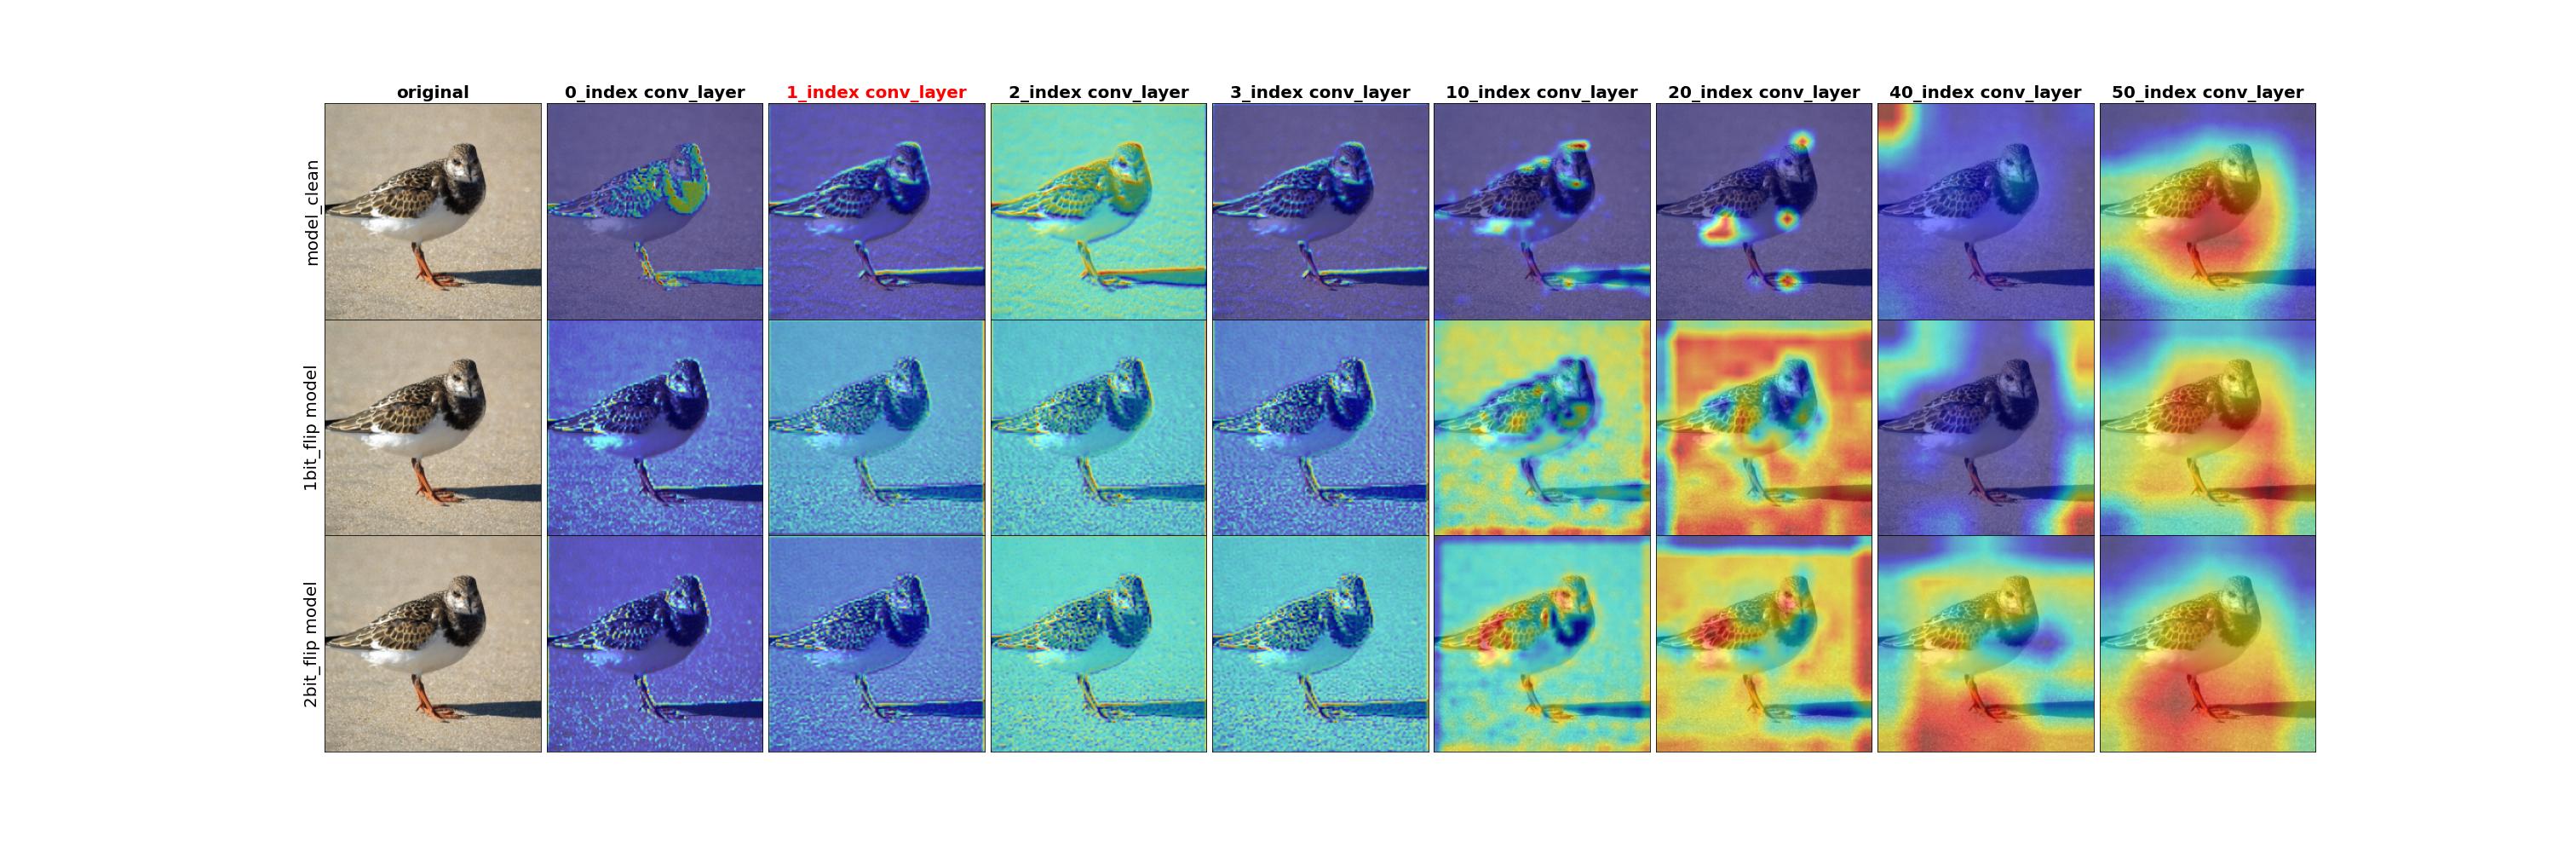 original
0_index conv_layer
1_index conv_layer
2_index conv_layer
3_index conv_layer
10_index conv_layer
20_index conv_layer
40_index conv_layer
50_index conv_layer
model_clean
1bit_flip model
2bit_flip model